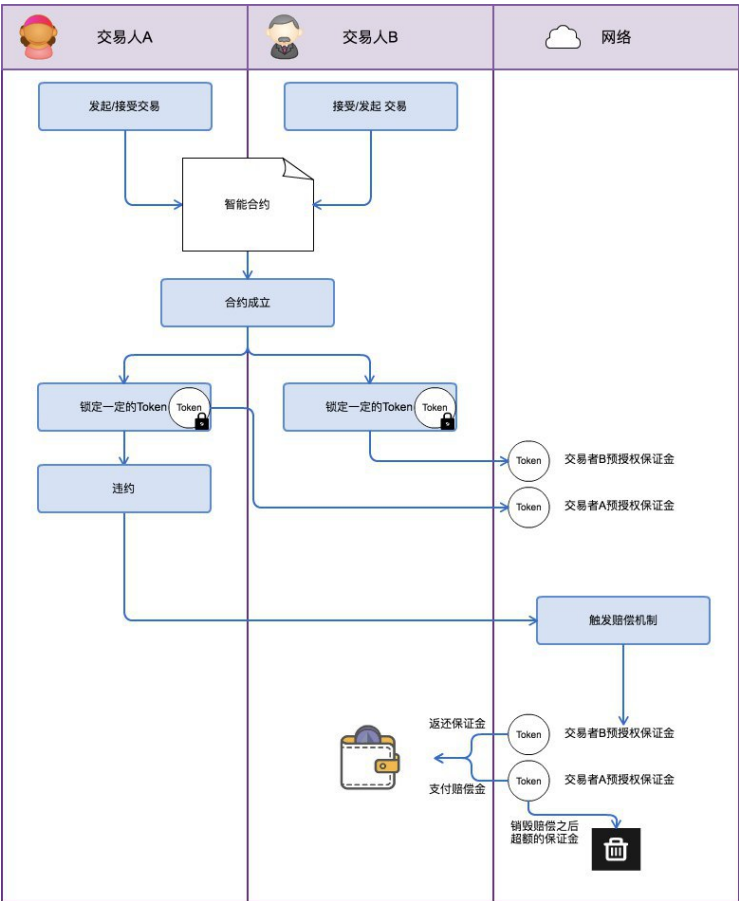 交易人A
交易人B
网络
发起/接受交易
接受/发起 交易
智能合约
合约成立
锁定一定的Token
Token
锁定一定的Token
Token
Token
交易者B预授权保证金
违约
Token
交易者A预授权保证金
触发赔偿机制
返还保证金
Token
交易者B预授权保证金
支付赔偿金
Token
交易者A预授权保证金
销毁赔偿之后
超额的保证金